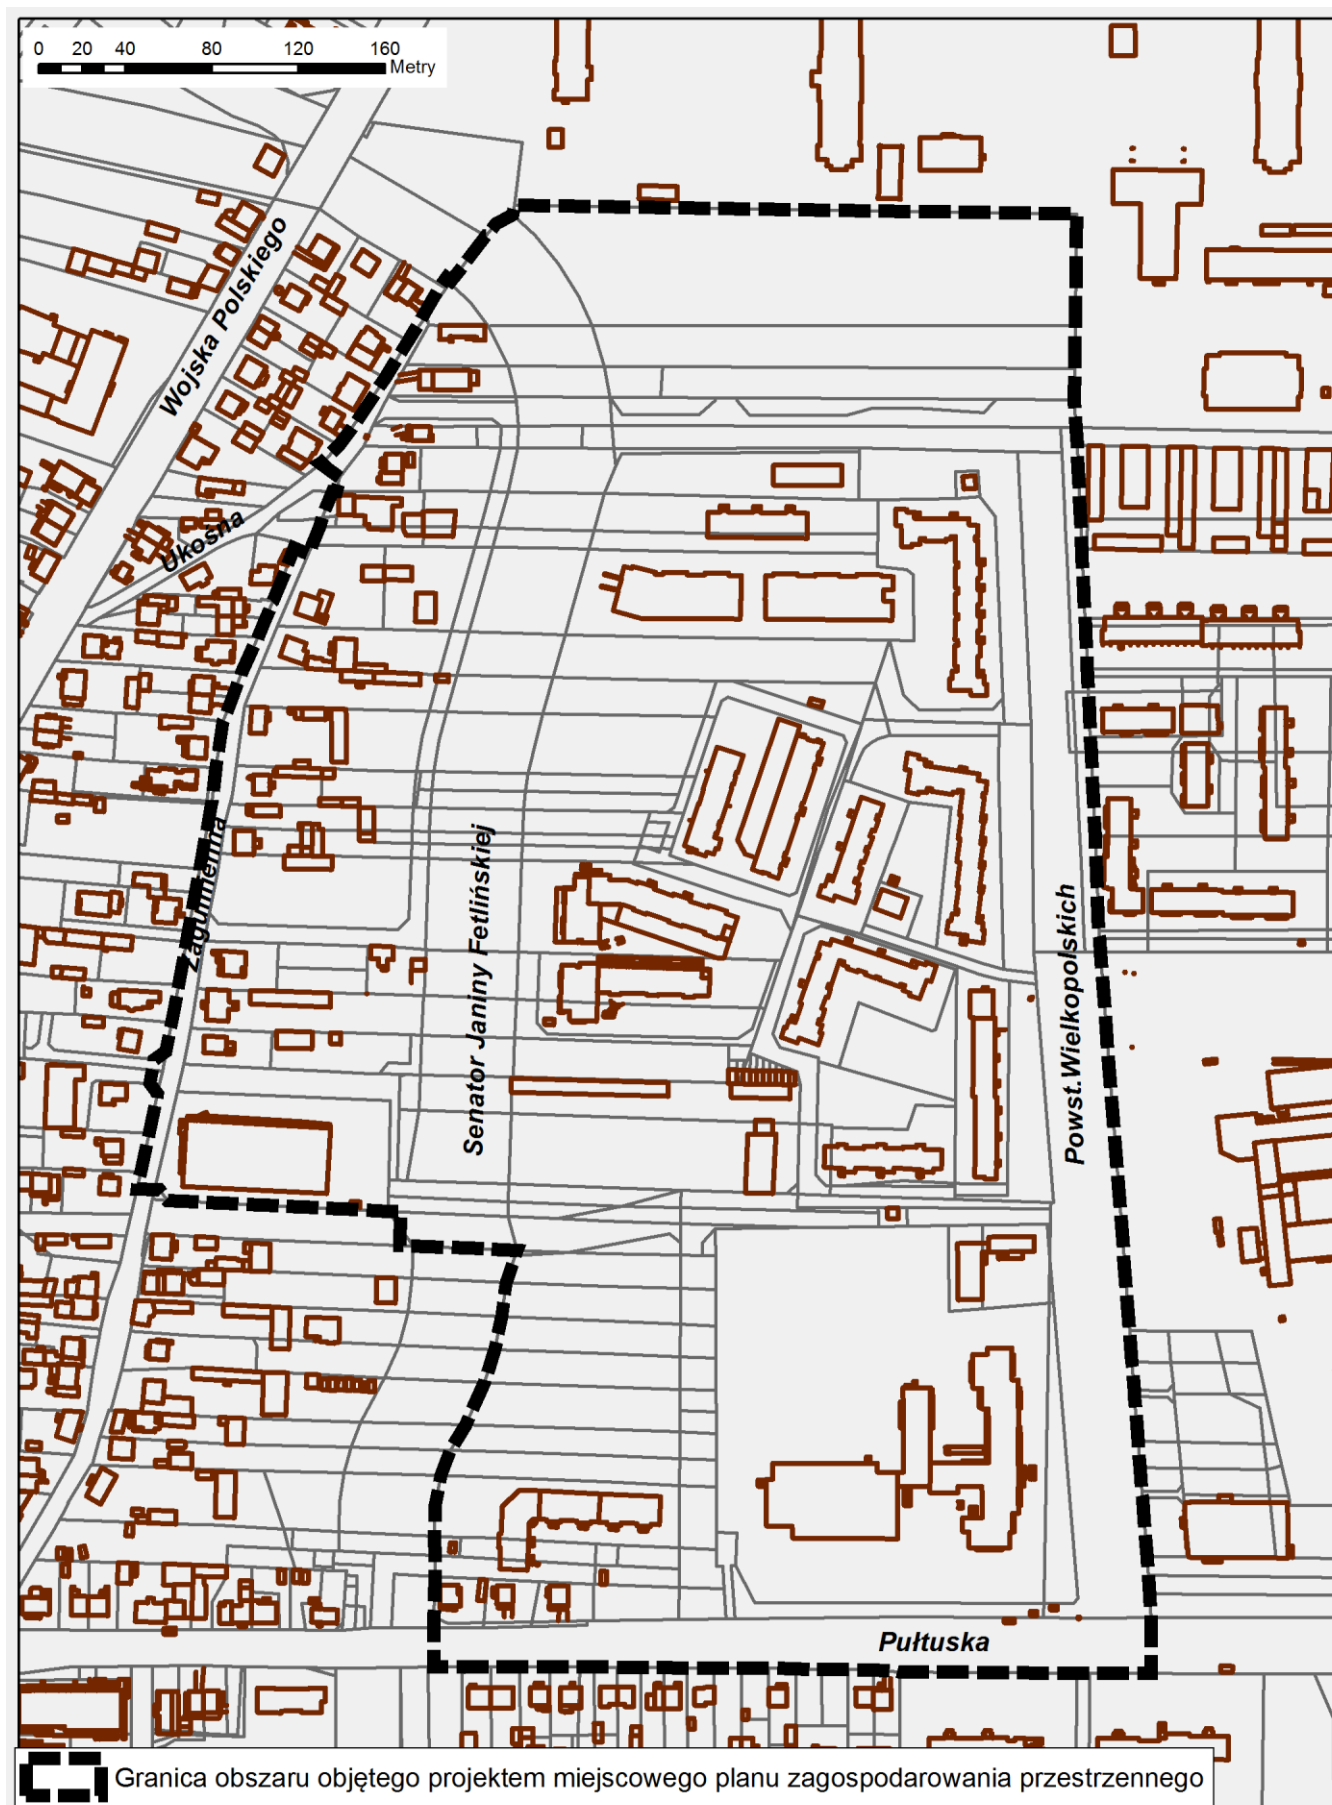 0 20 40 80 120 160
Metry
Wojska Polskiego
Ukośna
Zagumienna
Senator Janiny Fetlińskiej
Powst.Wielkopolskich
Pułtuska
Granica obszaru objętego projektem miejscowego planu zagospodarowania przestrzennego